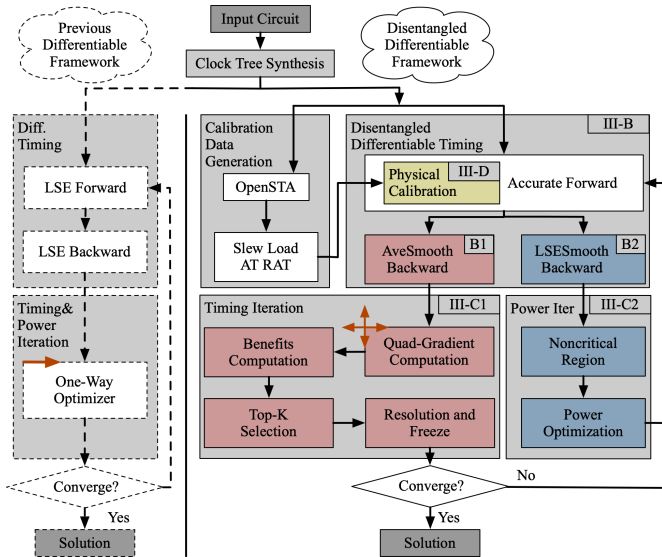 Previous
Differentiable
Framework
Input Circuit
Clock Tree Synthesis
Disentangled
Differentiable
Framework
Diff.
Timing
LSE Forward
LSE Backward
Timing&
Power
Iteration
One-Way
Optimizer
Converge?
Yes
Solution
Calibration
Data
Generation
OpenSTA
Slew Load
AT RAT
III-B
Disentangled
Differentiable Timing
III-D
Physical
Calibration
Accurate Forward
B1
AveSmooth
Backward
B2
LSESmooth
Backward
Timing Iteration
III-C1
Benefits
Computation
Quad-Gradient
Computation
Top-K
Selection
Resolution and
Freeze
Power Iter
III-C2
Noncritical
Region
Power
Optimization
Converge?
No
Yes
Solution